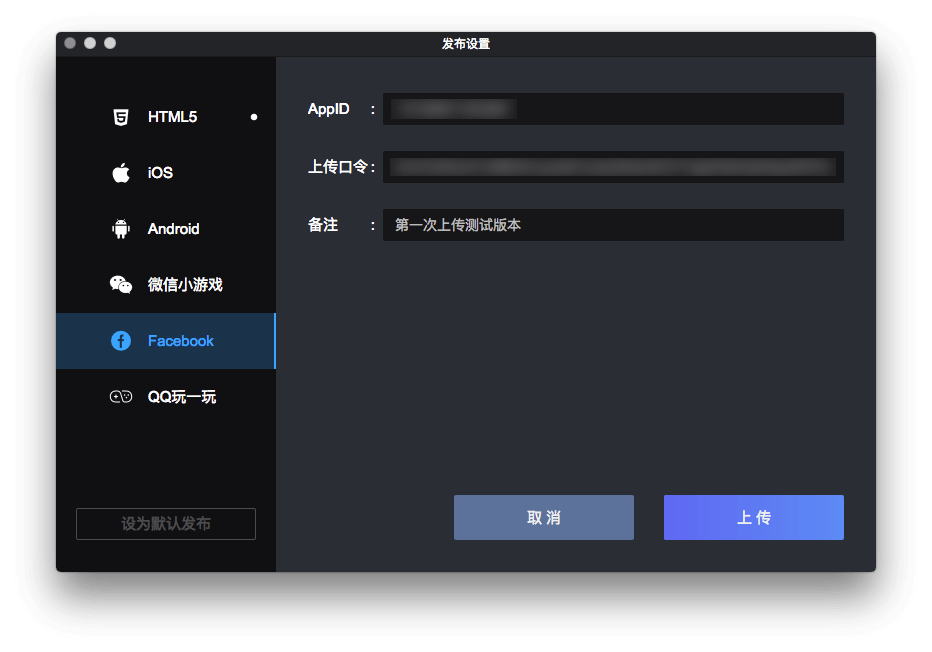 发布设置
HTML5
iOS
Android
微信小游戏
Facebook
QQ玩一玩
设为默认发布
AppID :
上传口令:
备注 : 第一次上传测试版本
取消
上传